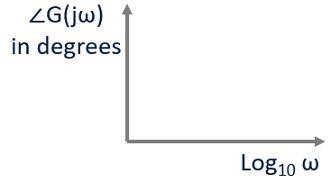 ∠G(jω)
in degrees
Log₁₀ ω